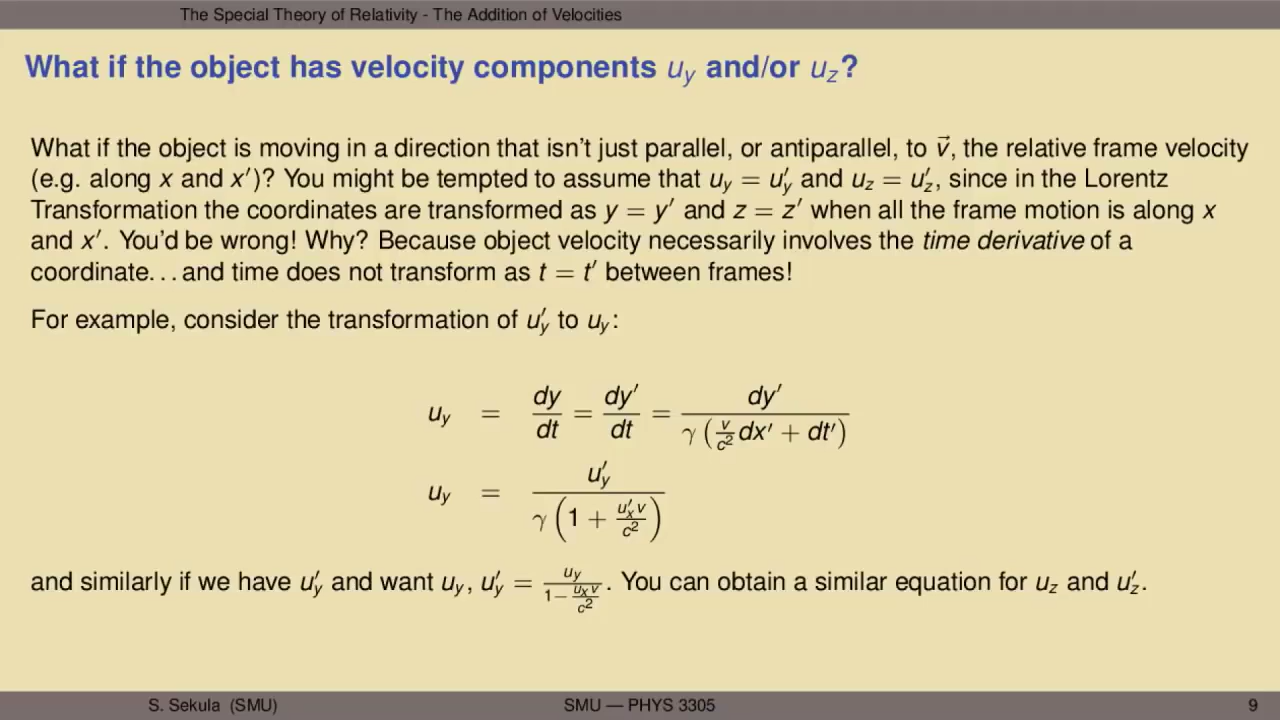 The Special Theory of Relativity - The Addition of Velocities
What if the object has velocity components u_y and/or u_z?
What if the object is moving in a direction that isn't just parallel, or antiparallel, to v⃗, the relative frame velocity
(e.g. along x and x′)? You might be tempted to assume that u_y = u′_y and u_z = u′_z, since in the Lorentz
Transformation the coordinates are transformed as y = y′ and z = z′ when all the frame motion is along x
and x′. You'd be wrong! Why? Because object velocity necessarily involves the time derivative of a
coordinate. . . and time does not transform as t = t′ between frames!
For example, consider the transformation of u′_y to u_y:
u_y = dy/dt = dy′/dt = dy′/(γ (v/c² dx′ + dt′))
u_y = u′_y/(γ (1 + u′_x v/c²))
and similarly if we have u′_y and want u_y, u′_y = u_y/(1− u_x v/c²). You can obtain a similar equation for u_z and u′_z.
S. Sekula (SMU) SMU — PHYS 3305 9